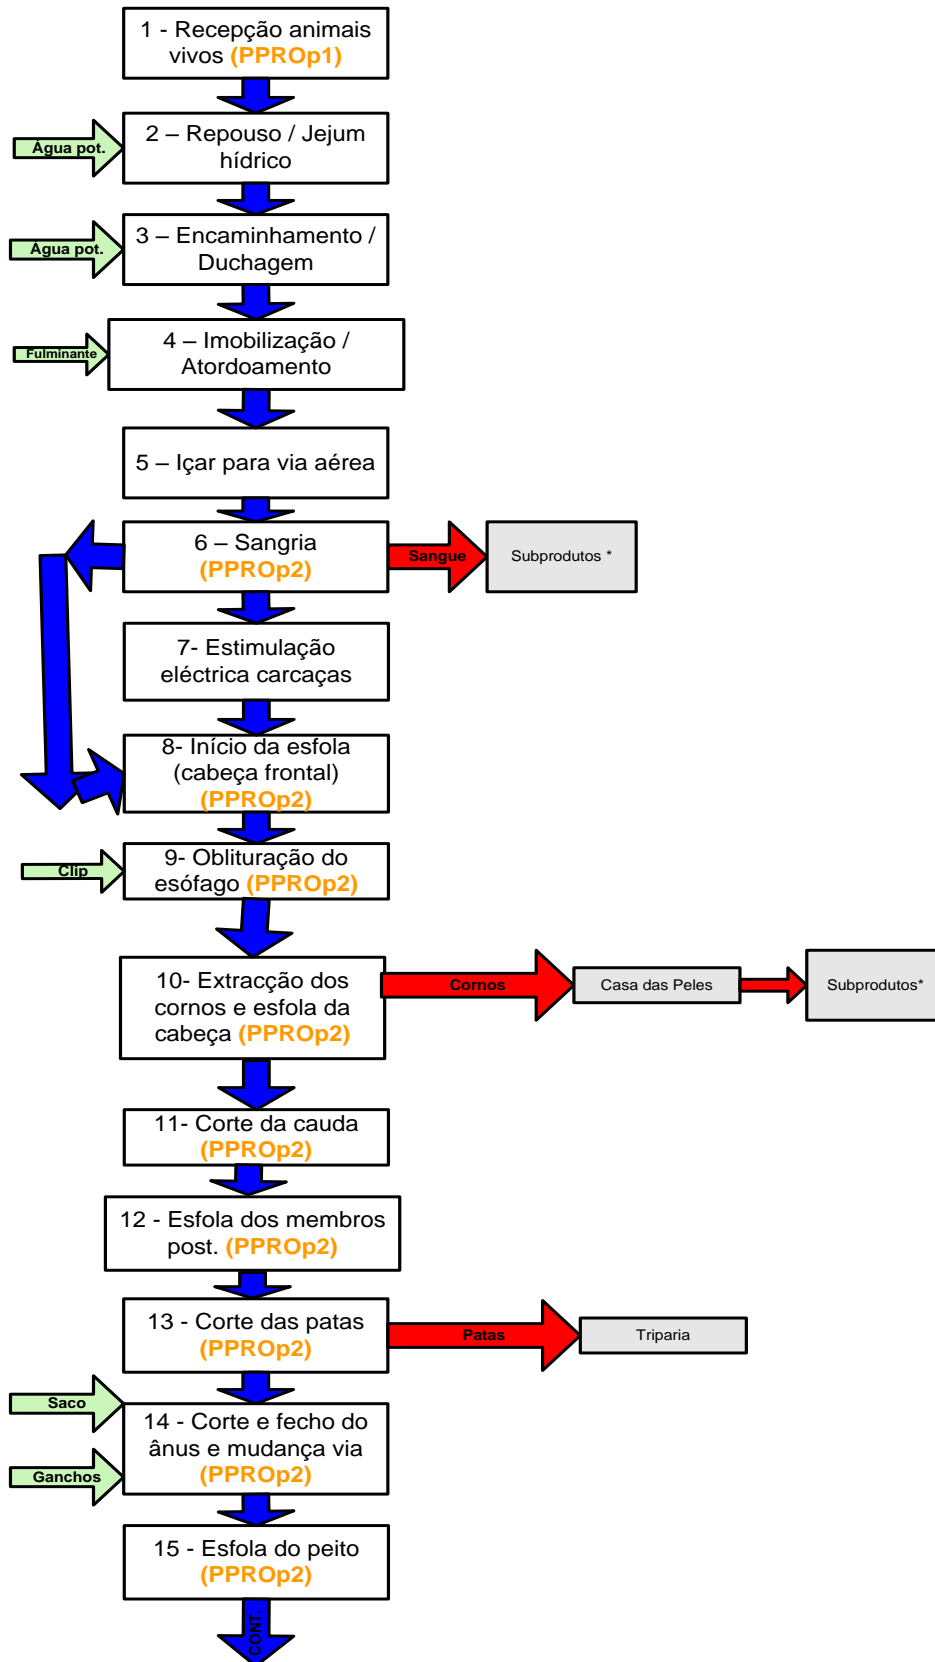 1 - Recepção animais
vivos (PPROp1)
Água pot.
2 – Repouso / Jejum
hídrico
Água pot.
3 – Encaminhamento /
Duchagem
Fulminante
4 – Imobilização /
Atordoamento
5 – Içar para via aérea
6 – Sangria
(PPROp2)
Sangue
Subprodutos *
7- Estimulação
eléctrica carcaças
8- Início da esfola
(cabeça frontal)
(PPROp2)
Clip
9- Oblituração do
esófago (PPROp2)
10- Extracção dos
cornos e esfola da
cabeça (PPROp2)
Cornos
Casa das Peles
Subprodutos*
11- Corte da cauda
(PPROp2)
12 - Esfola dos membros
post. (PPROp2)
13 - Corte das patas
(PPROp2)
Patas
Triparia
Saco
Ganchos
14 - Corte e fecho do
ânus e mudança via
(PPROp2)
15 - Esfola do peito
(PPROp2)
CONT.